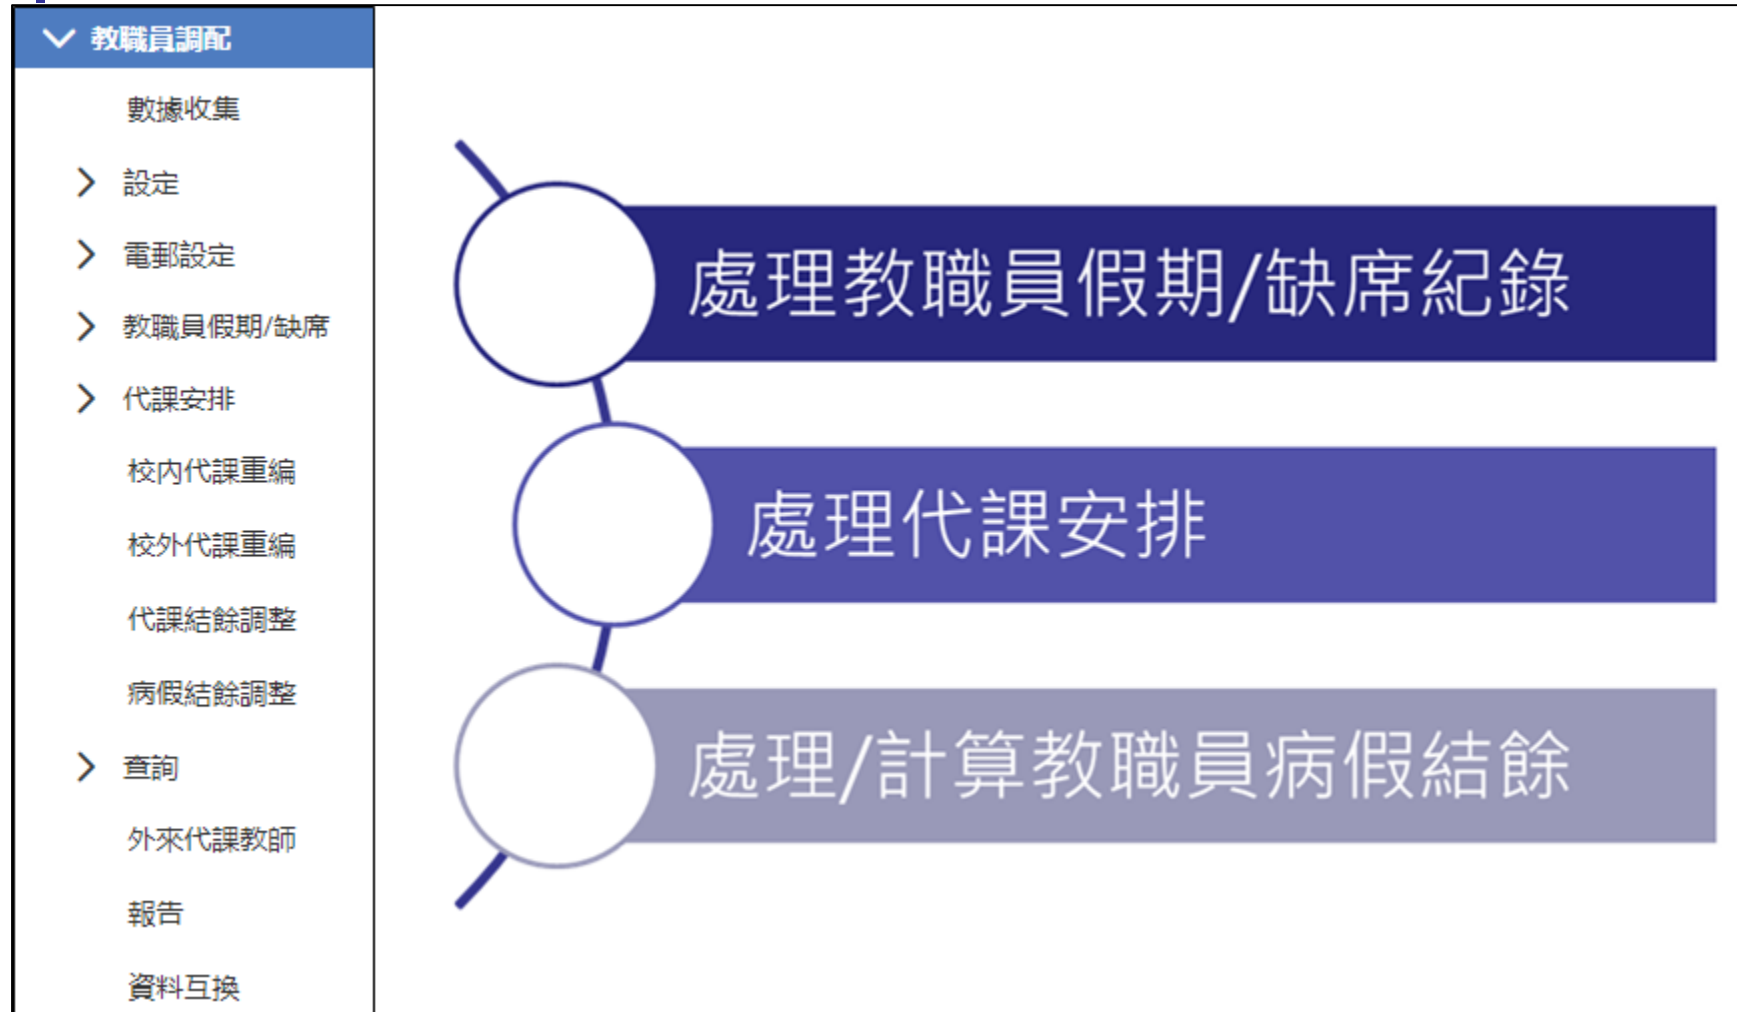 教職員調配
數據收集
設定
電郵設定
教職員假期/缺席
代課安排
校内代課重編
校外代課重編
代課結餘調整
病假結餘調整
查詢
外來代課教師
報告
資料互換
處理教職員假期/缺席紀錄
處理代課安排
處理/計算教職員病假結餘